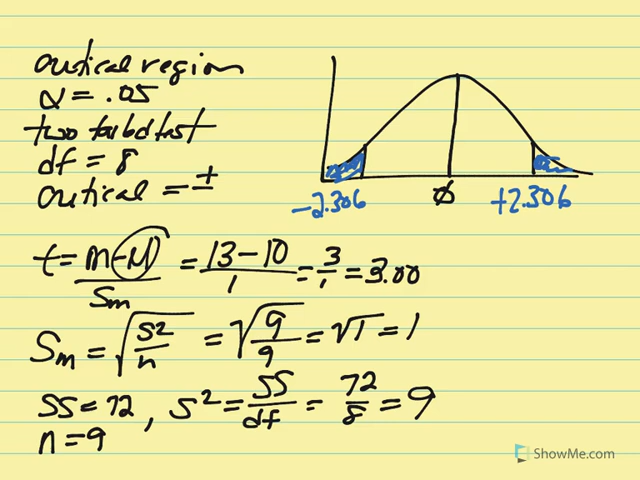 critical region
α = .05
two tailed test
df = 8
critical = ±
-2.306 0 +2.306
t = M - μ / Sm = 13 - 10 / 1 = 3/1 = 3.00
Sm = √S²/n = √9/9 = √1 = 1
SS = 72, S² = SS/df = 72/8 = 9
n = 9
ShowMe.com